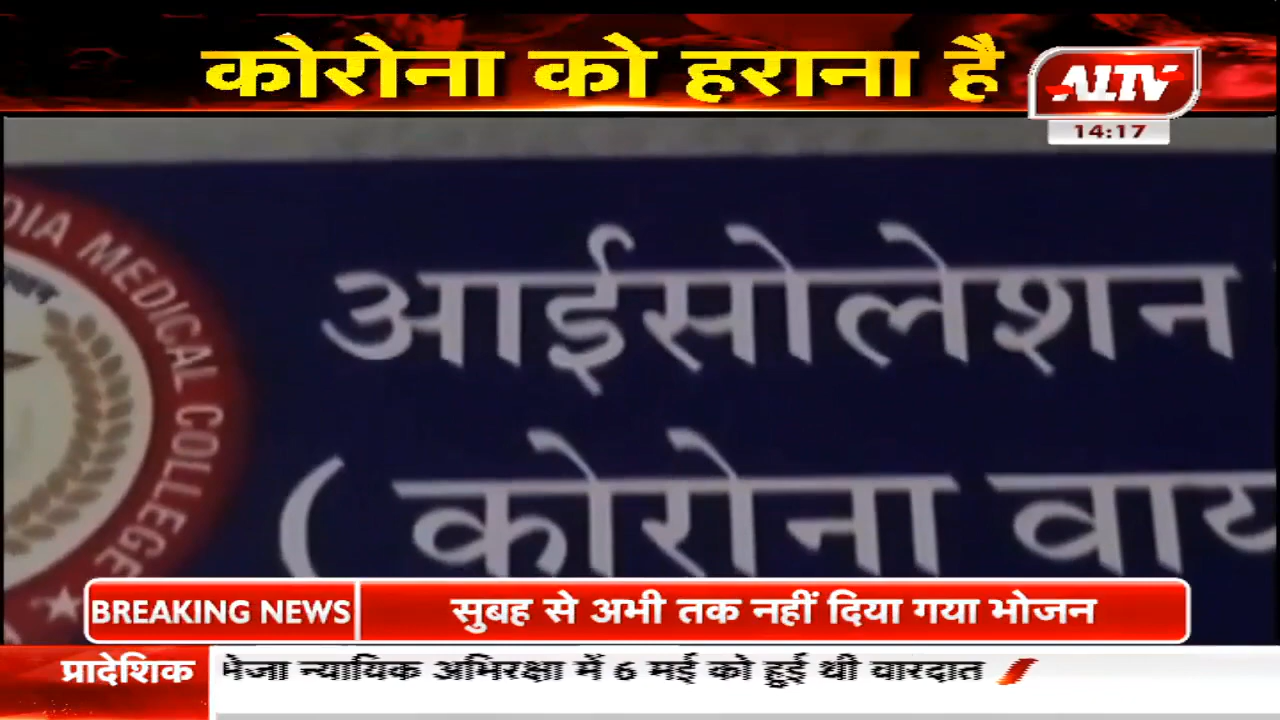 कोरोना को हराना है
ALTV
14:17
DIA MEDICAL COLLEGE
आईसोलेशन
( कोरोना वाय
BREAKING NEWS
सुबह से अभी तक नहीं दिया गया भोजन
प्रादेशिक
भेजा न्यायिक अभिरक्षा में 6 मई को हुई थी वारदात